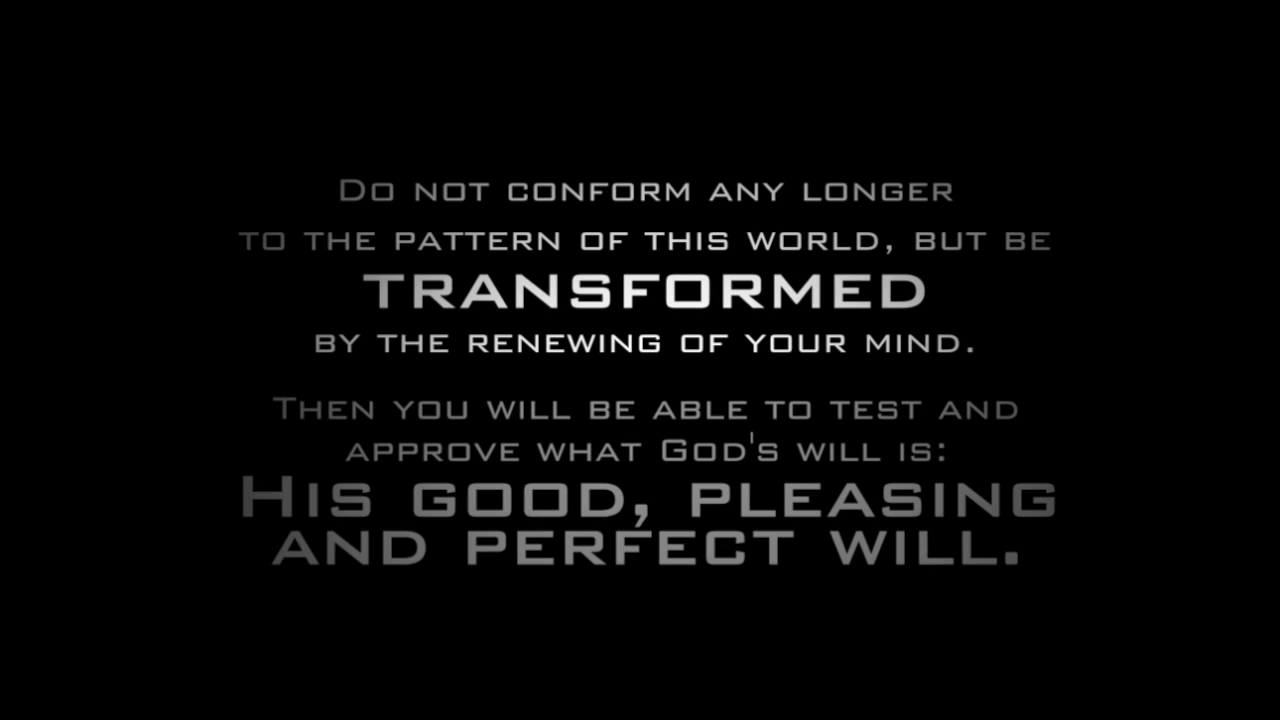 Do not conform any longer
to the pattern of this world, but be
transformed
by the renewing of your mind.
Then you will be able to test and
approve what God's will is:
His good, pleasing
and perfect will.